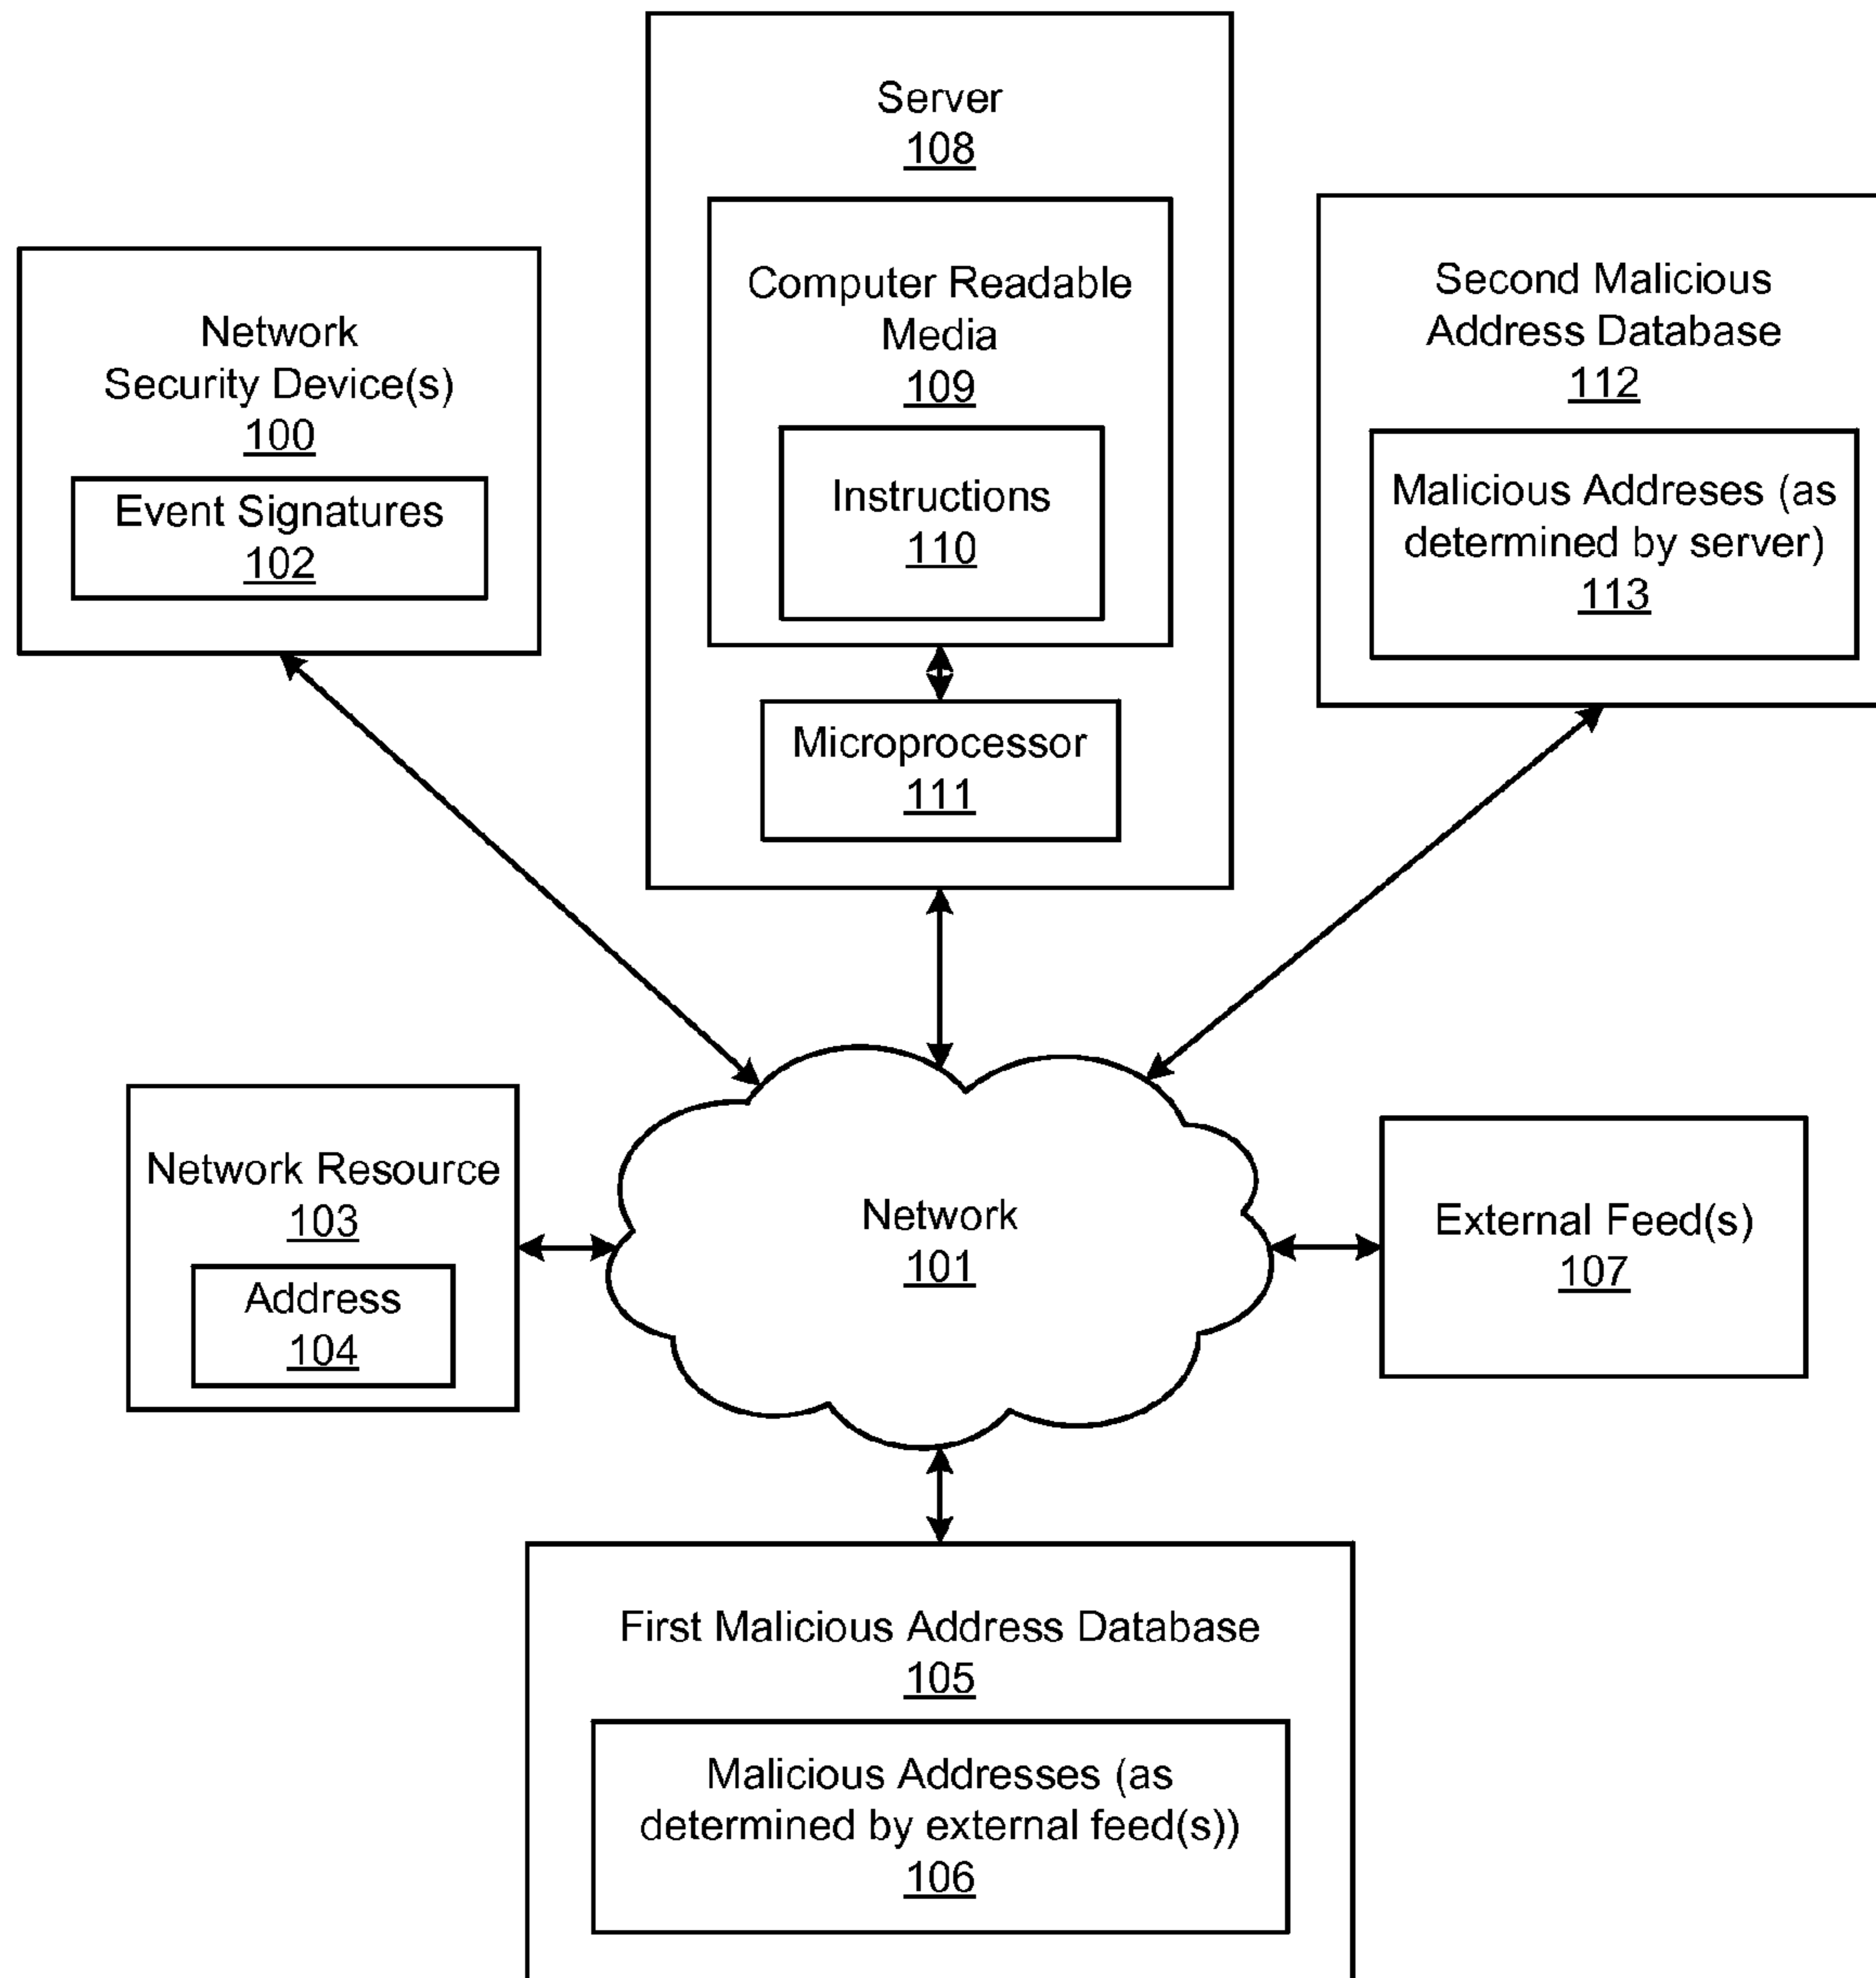 Server
108
Computer Readable
Media
109
Instructions
110
Microprocessor
111
Network
Security Device(s)
100
Event Signatures
102
Second Malicious
Address Database
112
Malicious Addreses (as
determined by server)
113
Network Resource
103
Address
104
Network
101
External Feed(s)
107
First Malicious Address Database
105
Malicious Addresses (as
determined by external feed(s))
106